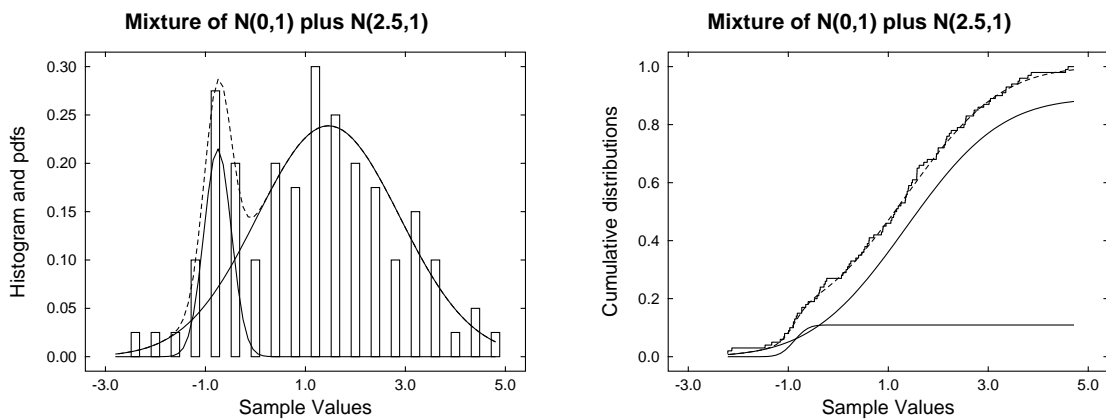 Mixture of N(0,1) plus N(2.5,1)
Histogram and pdfs
0.30
0.25
0.20
0.15
0.10
0.05
0.00
-3.0 -1.0 1.0 3.0 5.0
Sample Values
Mixture of N(0,1) plus N(2.5,1)
Cumulative distributions
1.0
0.8
0.6
0.4
0.2
0.0
-3.0 -1.0 1.0 3.0 5.0
Sample Values